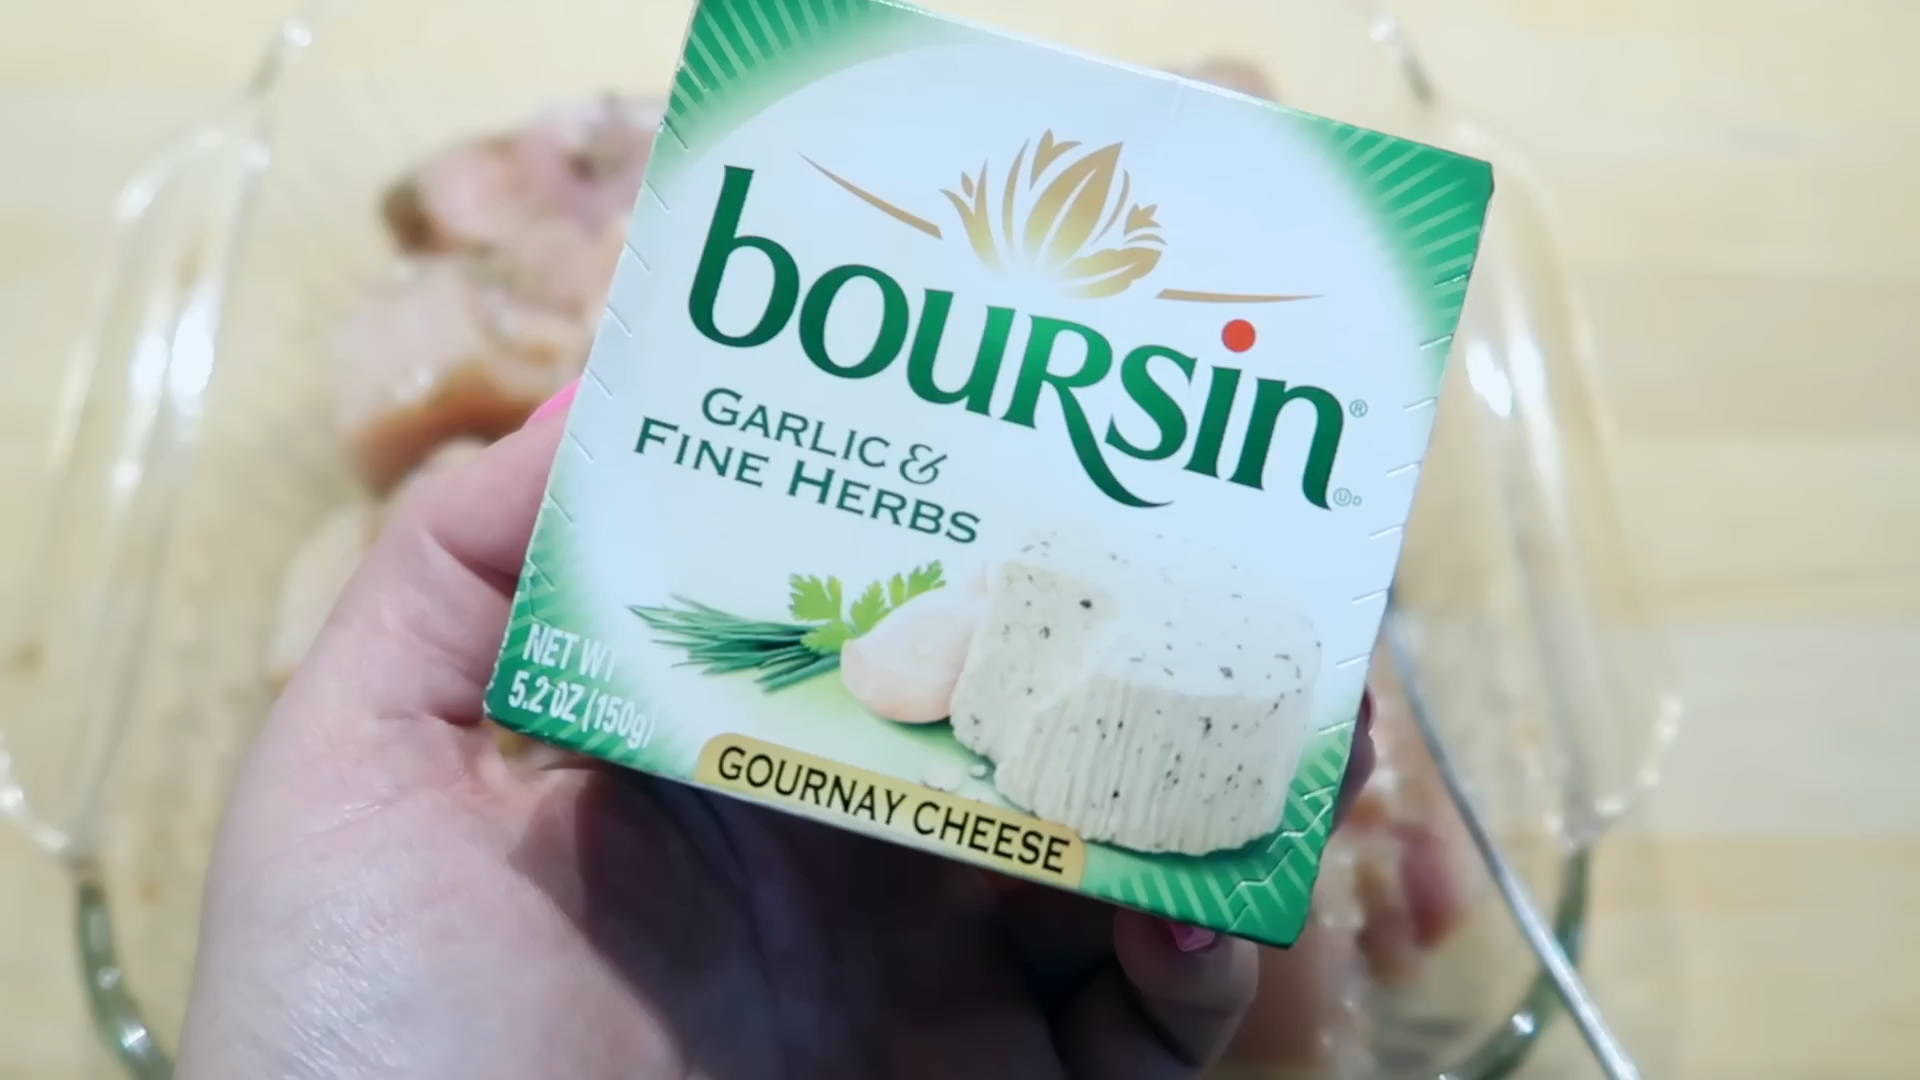 boursin®
GARLIC &
FINE HERBS
NET WT
5.2 OZ (150g)
GOURNAY CHEESE